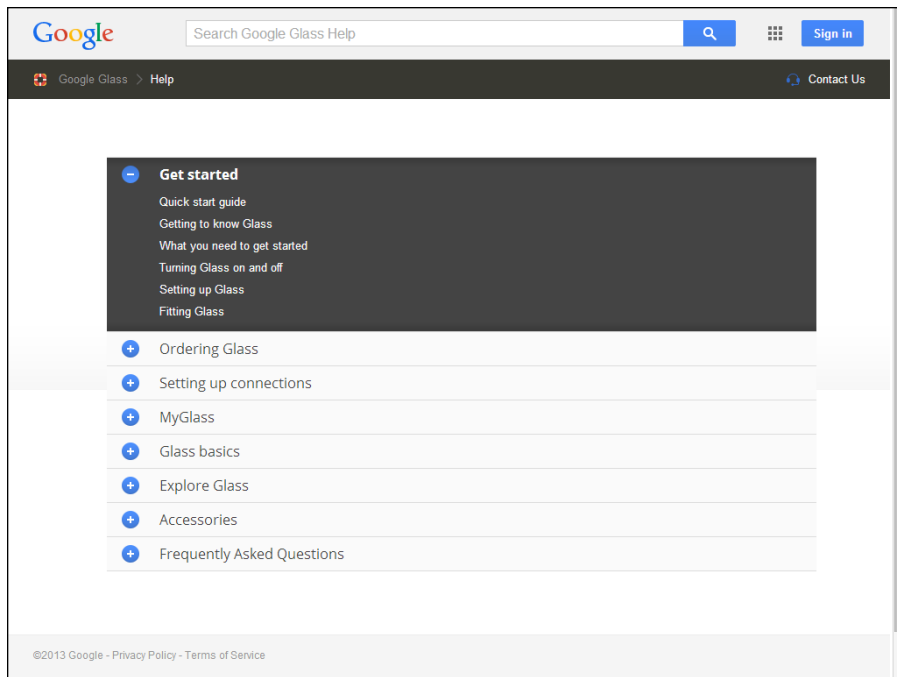 Google Search Google Glass Help Sign in
Google Glass > Help Contact Us
Get started
Quick start guide
Getting to know Glass
What you need to get started
Turning Glass on and off
Setting up Glass
Fitting Glass
Ordering Glass
Setting up connections
MyGlass
Glass basics
Explore Glass
Accessories
Frequently Asked Questions
©2013 Google - Privacy Policy - Terms of Service